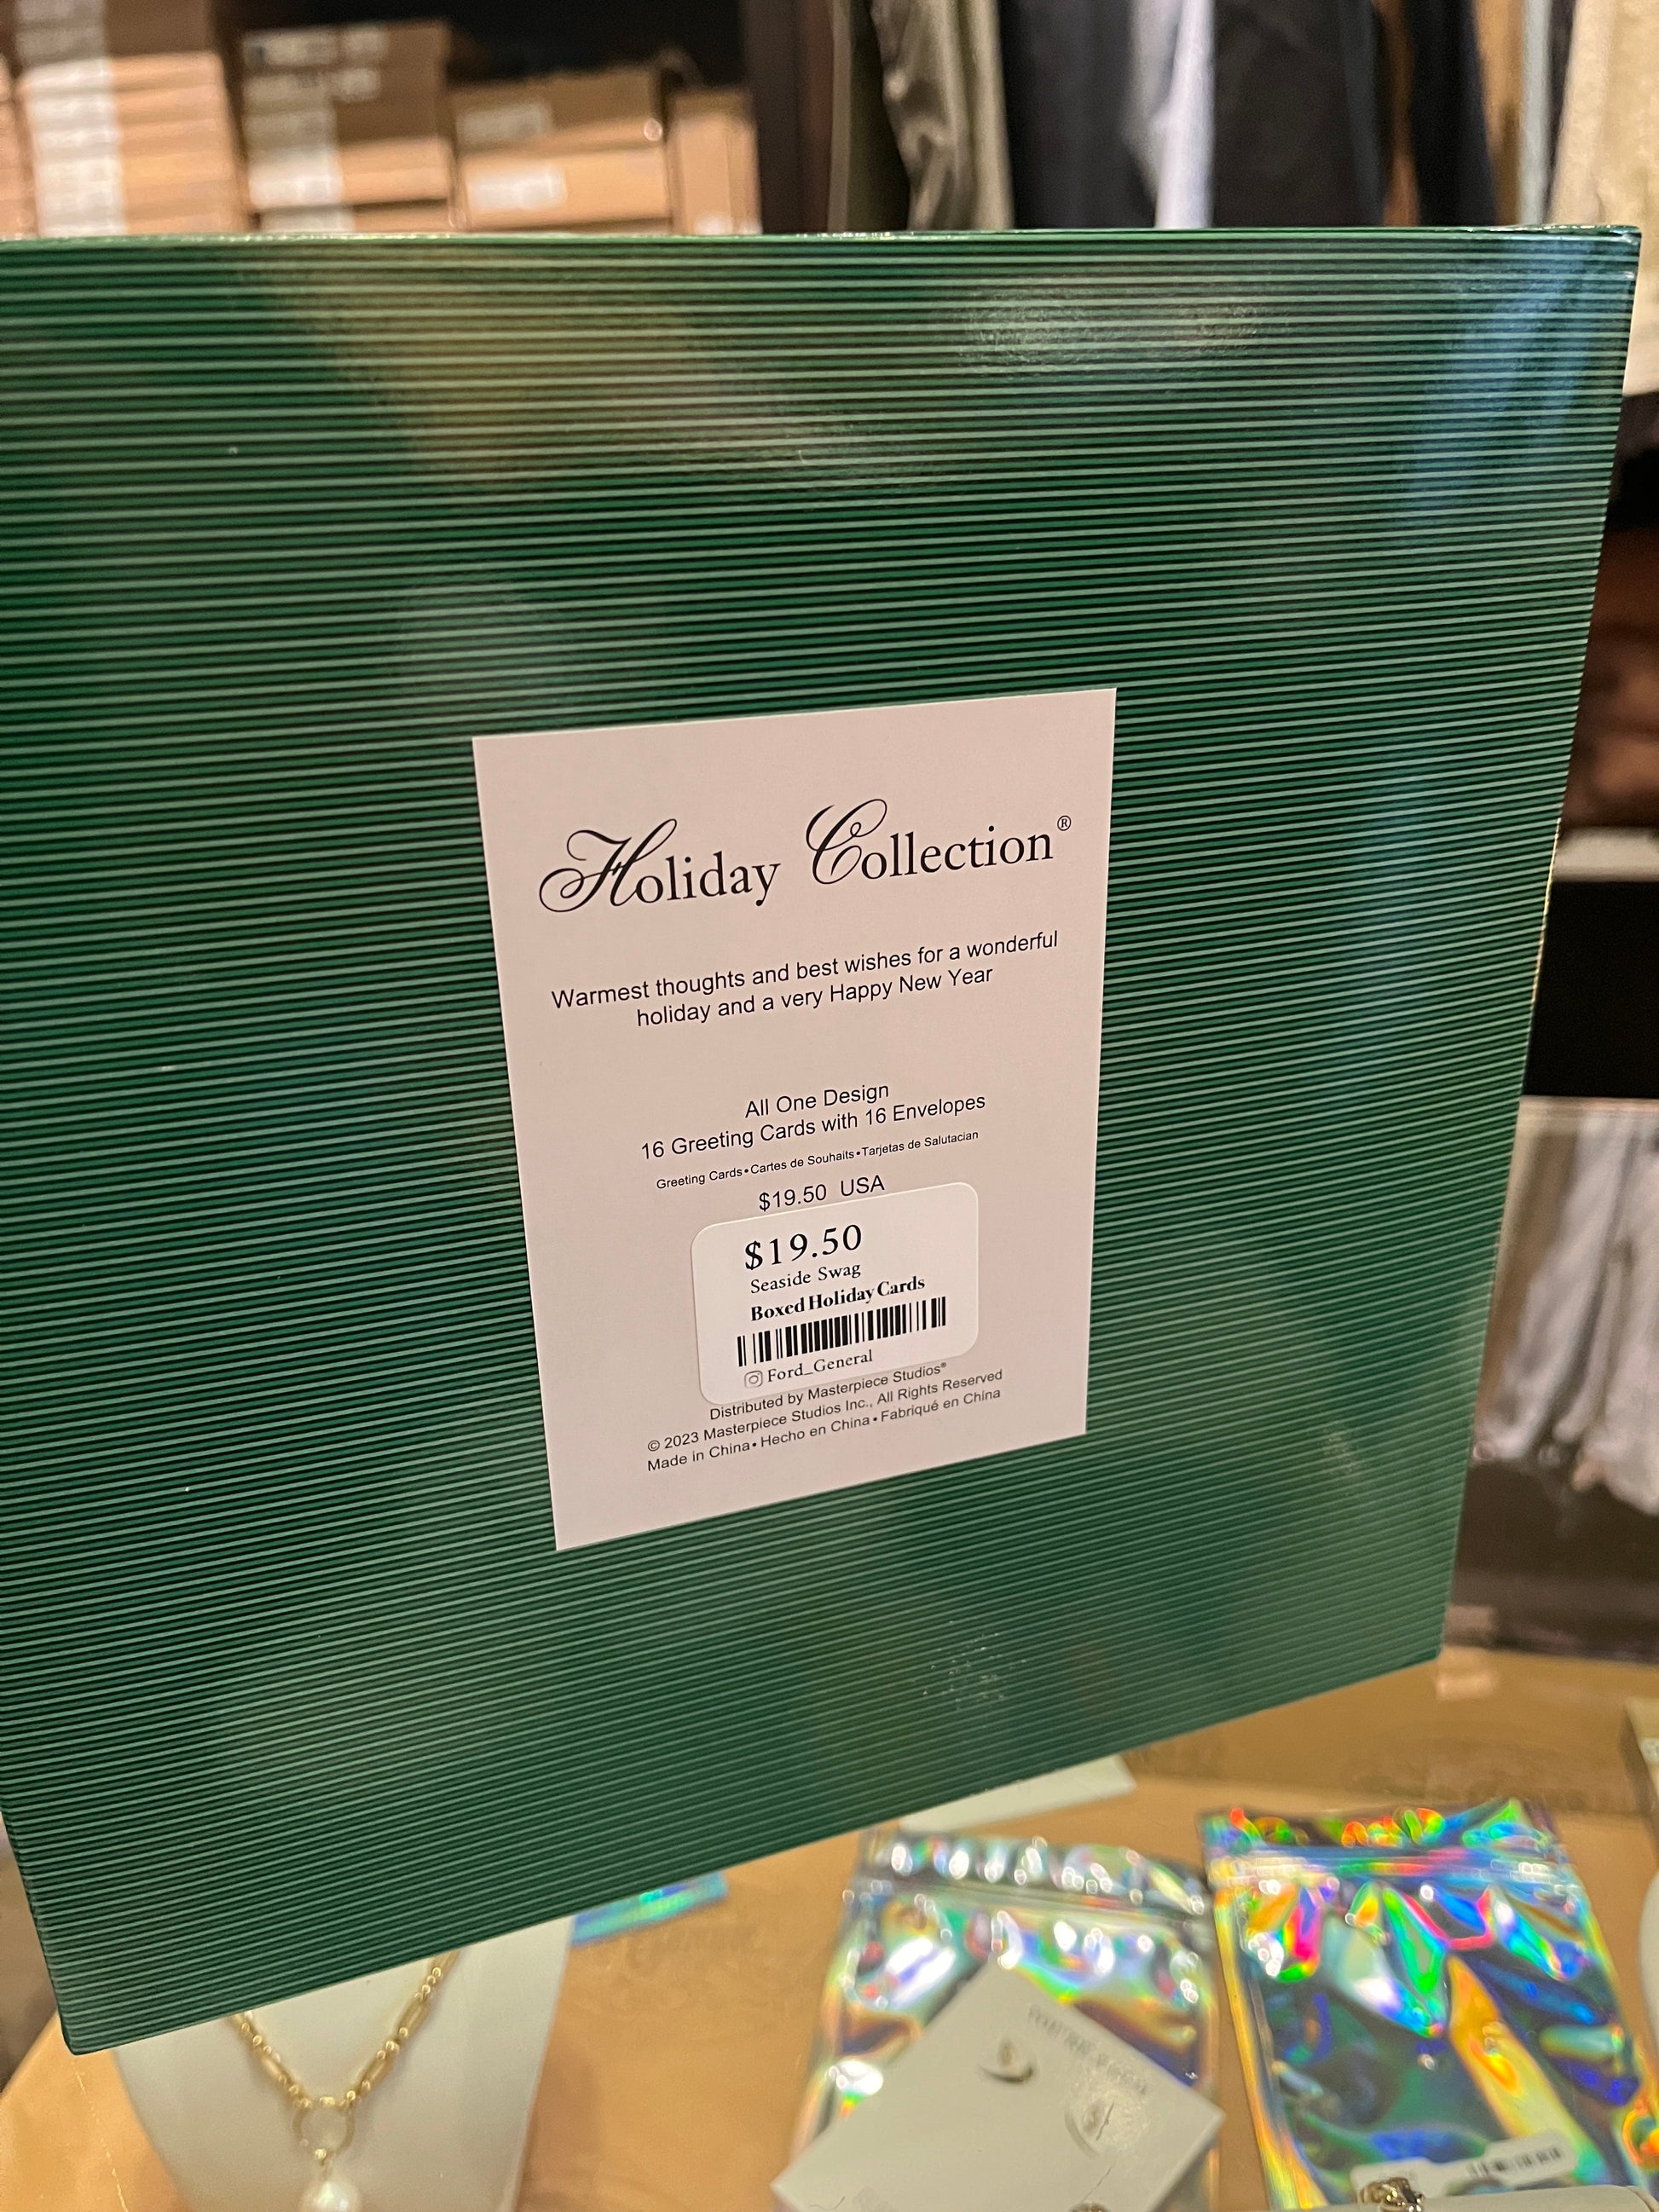 Holiday Collection®
Warmest thoughts and best wishes for a wonderful
holiday and a very Happy New Year
All One Design
16 Greeting Cards with 16 Envelopes
Greeting Cards•Cartes de Souhaits•Tarjetas de Salutacian
$19.50 USA
$19.50
Seaside Swag
Boxed Holiday Cards
Ford_General
Distributed by Masterpiece Studios®
© 2023 Masterpiece Studios Inc., All Rights Reserved
Made in China•Hecho en China•Fabriqué en China